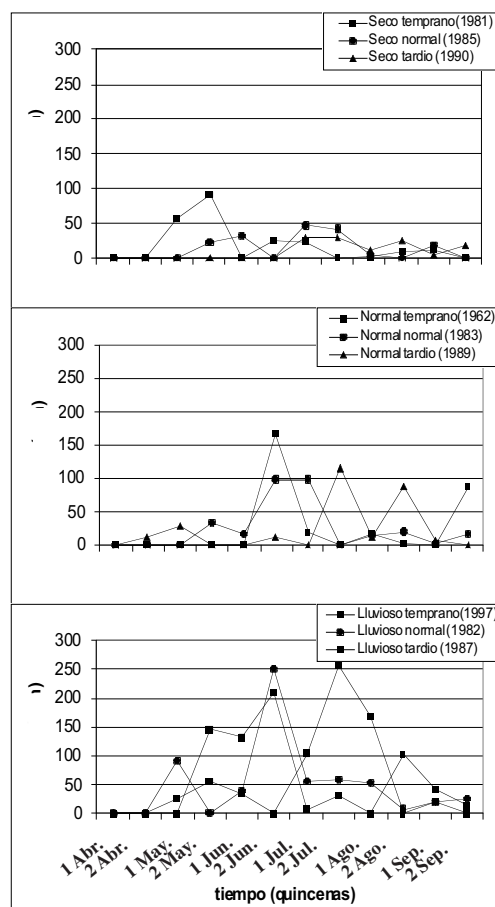 Seco temprano (1981)
Seco normal (1985)
Seco tardio (1990)
300
250
200
150
100
50
0
Normal temprano (1962)
Normal normal (1983)
Normal tardio (1989)
300
250
200
150
100
50
0
Lluvioso temprano (1997)
Lluvioso normal (1982)
Lluvioso tardio (1987)
300
250
200
150
100
50
0
1 Abr.
2 Abr.
1 May.
2 May.
1 Jun.
2 Jun.
1 Jul.
2 Jul.
1 Ago.
2 Ago.
1 Sep.
2 Sep.
tiempo (quincenas)